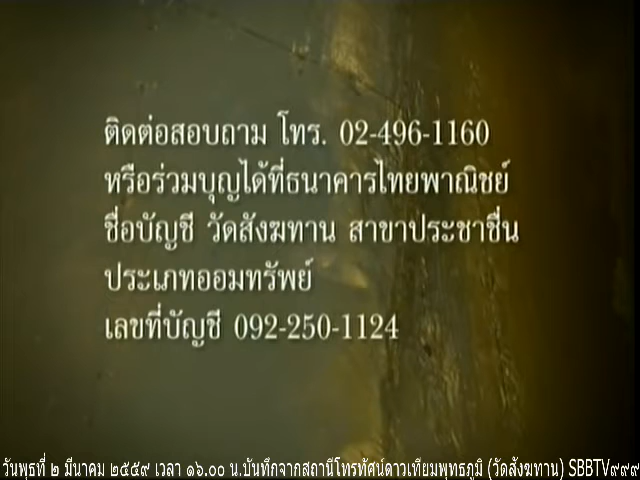 ติดต่อสอบถาม โทร. 02-496-1160
หรือร่วมบุญได้ที่ธนาคารไทยพาณิชย์
ชื่อบัญชี วัดสังฆทาน สาขาประชาชื่น
ประเภทออมทรัพย์
เลขที่บัญชี 092-250-1124
วันพุธที่ ๒ มีนาคม ๒๕๕๙ เวลา ๑๖.๐๐ น.บันทึกจากสถานีโทรทัศน์ดาวเทียมพุทธภูมิ (วัดสังฆทาน) SBBTV๙๙๙